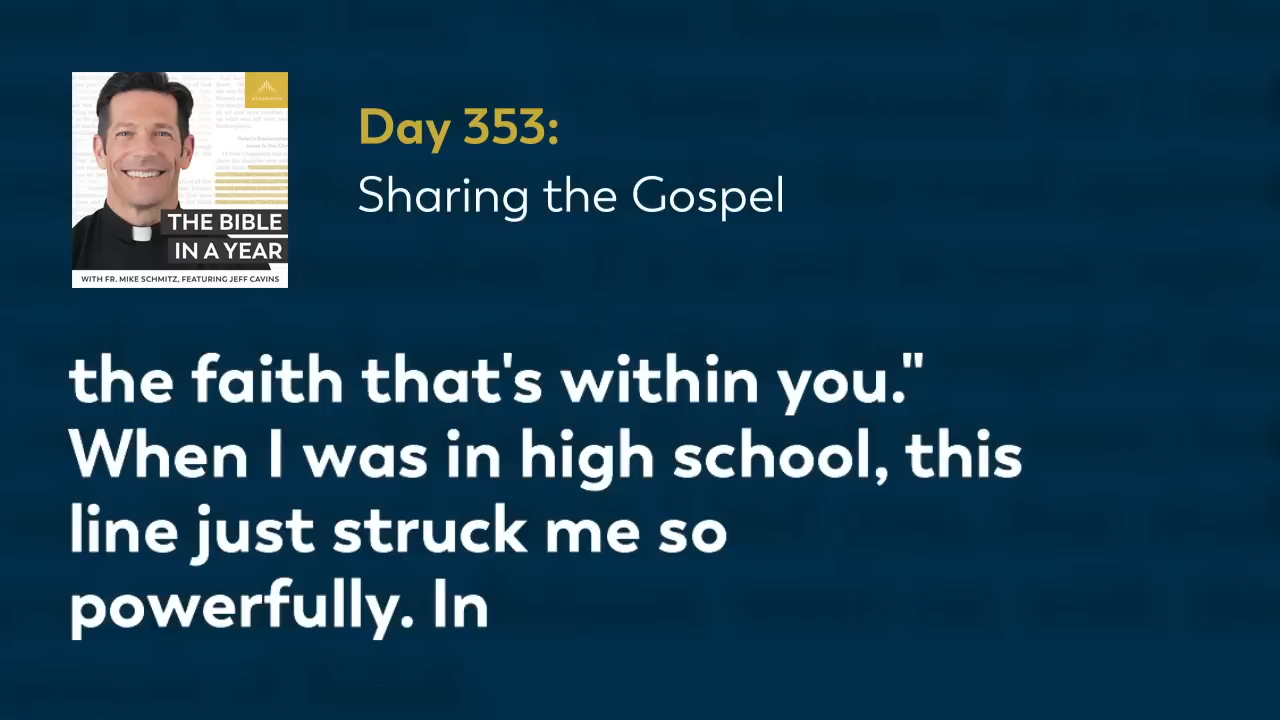 Day 353:
Sharing the Gospel
THE BIBLE
IN A YEAR
WITH FR. MIKE SCHMITZ, FEATURING JEFF CAVINS
the faith that's within you."
When I was in high school, this
line just struck me so
powerfully. In